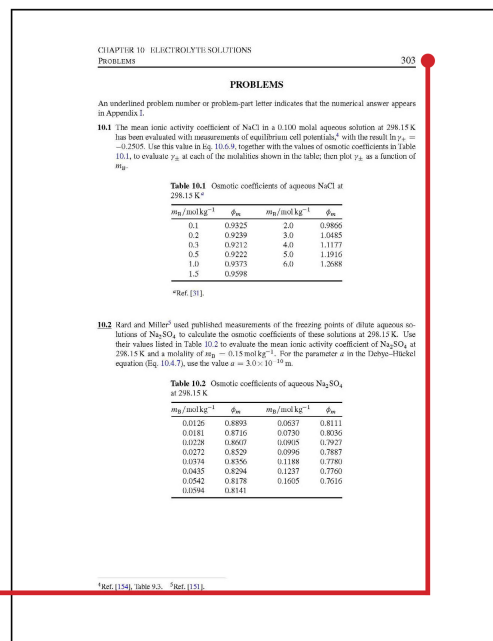 CHAPTER 10 ELECTROLYTE SOLUTIONS
PROBLEMS 303
PROBLEMS
An underlined problem number or problem-part letter indicates that the numerical answer appears
in Appendix I.
10.1 The mean ionic activity coefficient of NaCl in a 0.100 molal aqueous solution at 298.15 K
has been evaluated with measurements of equilibrium cell potentials,⁴ with the result ln γ± =
−0.2505. Use this value in Eq. 10.6.9, together with the values of osmotic coefficients in Table
10.1, to evaluate γ± at each of the molalities shown in the table; then plot γ± as a function of
mB.
Table 10.1 Osmotic coefficients of aqueous NaCl at
298.15 Kᵃ
mB/mol kg⁻¹ ϕm mB/mol kg⁻¹ ϕm
0.1 0.9325 2.0 0.9866
0.2 0.9239 3.0 1.0485
0.3 0.9212 4.0 1.1177
0.5 0.9222 5.0 1.1916
1.0 0.9373 6.0 1.2688
1.5 0.9598
ᵃRef. [31].
10.2 Rard and Miller⁵ used published measurements of the freezing points of dilute aqueous so-
lutions of Na₂SO₄ to calculate the osmotic coefficients of these solutions at 298.15 K. Use
their values listed in Table 10.2 to evaluate the mean ionic activity coefficient of Na₂SO₄ at
298.15 K and a molality of mB = 0.15 mol kg⁻¹. For the parameter a in the Debye–Hückel
equation (Eq. 10.4.7), use the value a = 3.0 × 10⁻¹⁰ m.
Table 10.2 Osmotic coefficients of aqueous Na₂SO₄
at 298.15 K
mB/mol kg⁻¹ ϕm mB/mol kg⁻¹ ϕm
0.0126 0.8893 0.0637 0.8111
0.0181 0.8716 0.0730 0.8036
0.0228 0.8607 0.0905 0.7927
0.0272 0.8529 0.0996 0.7887
0.0374 0.8356 0.1188 0.7780
0.0435 0.8294 0.1237 0.7760
0.0542 0.8178 0.1605 0.7616
0.0594 0.8141
⁴Ref. [154], Table 9.3. ⁵Ref. [151].